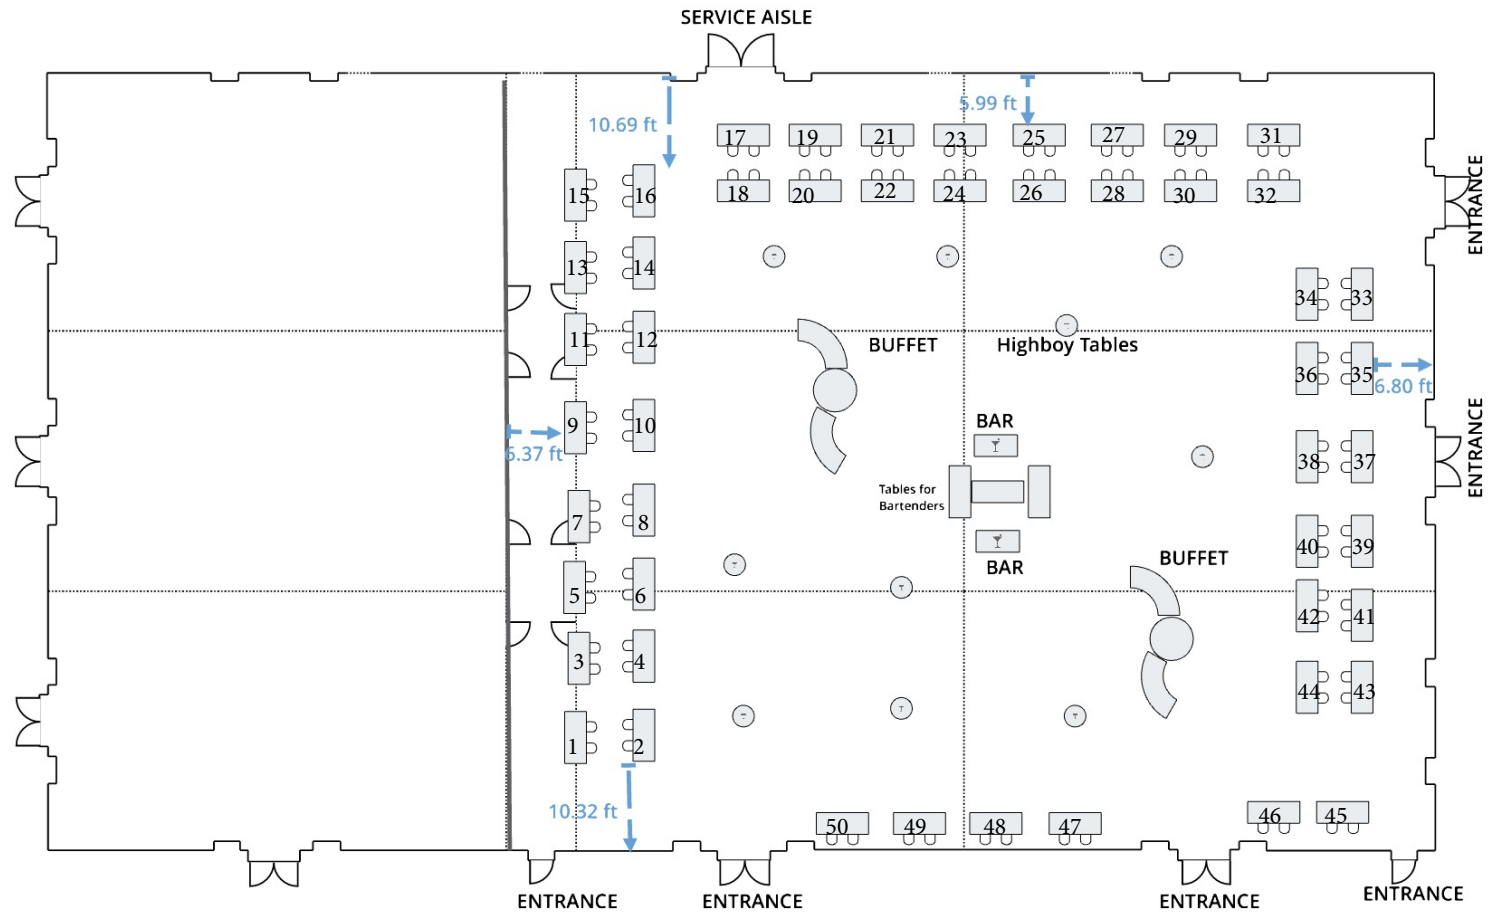 SERVICE AISLE
10.69 ft
5.99 ft
17 19 21 23 25 27 29 31
18 20 22 24 26 28 30 32
15 16
ENTRANCE
13 14
34 33
11 12
BUFFET
Highboy Tables
36 35
6.80 ft
9 10
6.37 ft
BAR
ENTRANCE
38 37
Tables for
Bartenders
7 8
BAR
BUFFET
40 39
5 6
42 41
3 4
44 43
1 2
10.32 ft
50 49 48 47
46 45
ENTRANCE
ENTRANCE
ENTRANCE
ENTRANCE